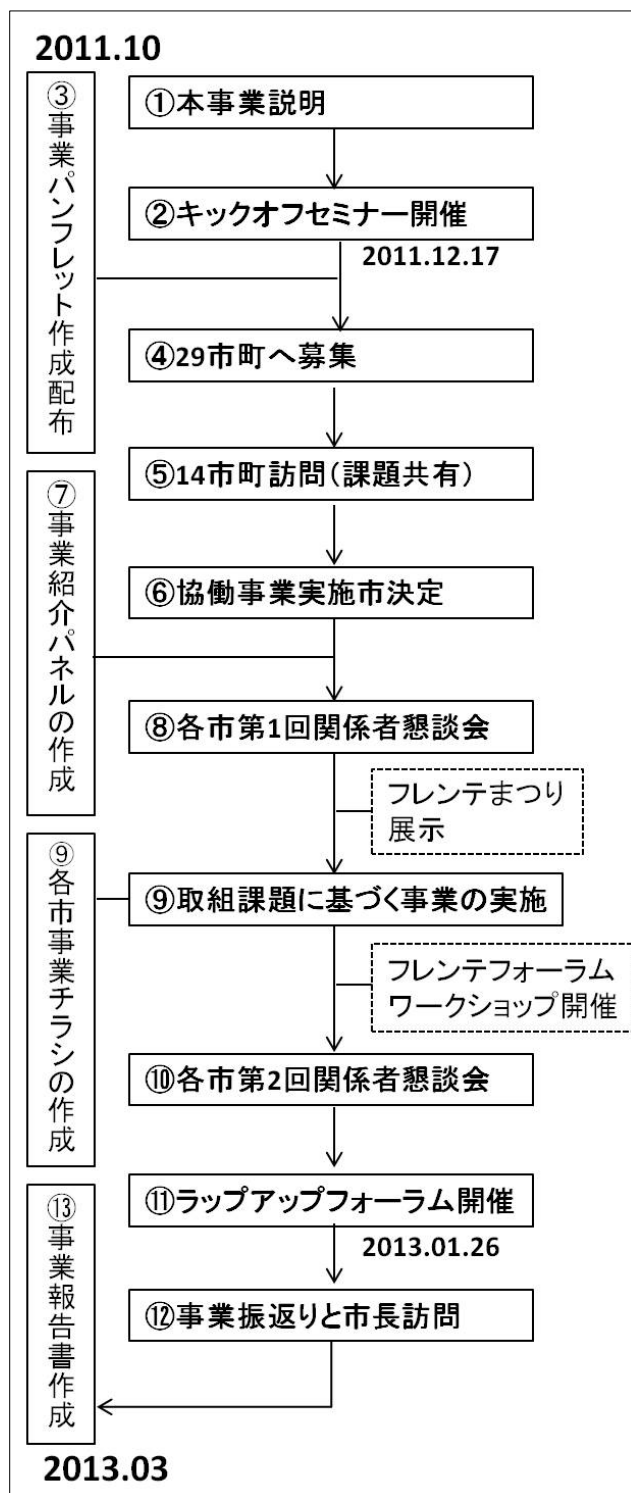 2011.10
①本事業説明
②キックオフセミナー開催
2011.12.17
③事業パンフレット作成配布
④29市町へ募集
⑤14市町訪問(課題共有)
⑥協働事業実施市決定
⑦事業紹介パネルの作成
⑧各市第1回関係者懇談会
フレンテまつり
展示
⑨各市事業チラシの作成
⑨取組課題に基づく事業の実施
フレンテフォーラム
ワークショップ開催
⑩各市第2回関係者懇談会
⑪ラップアップフォーラム開催
2013.01.26
⑫事業振返りと市長訪問
⑬事業報告書作成
2013.03